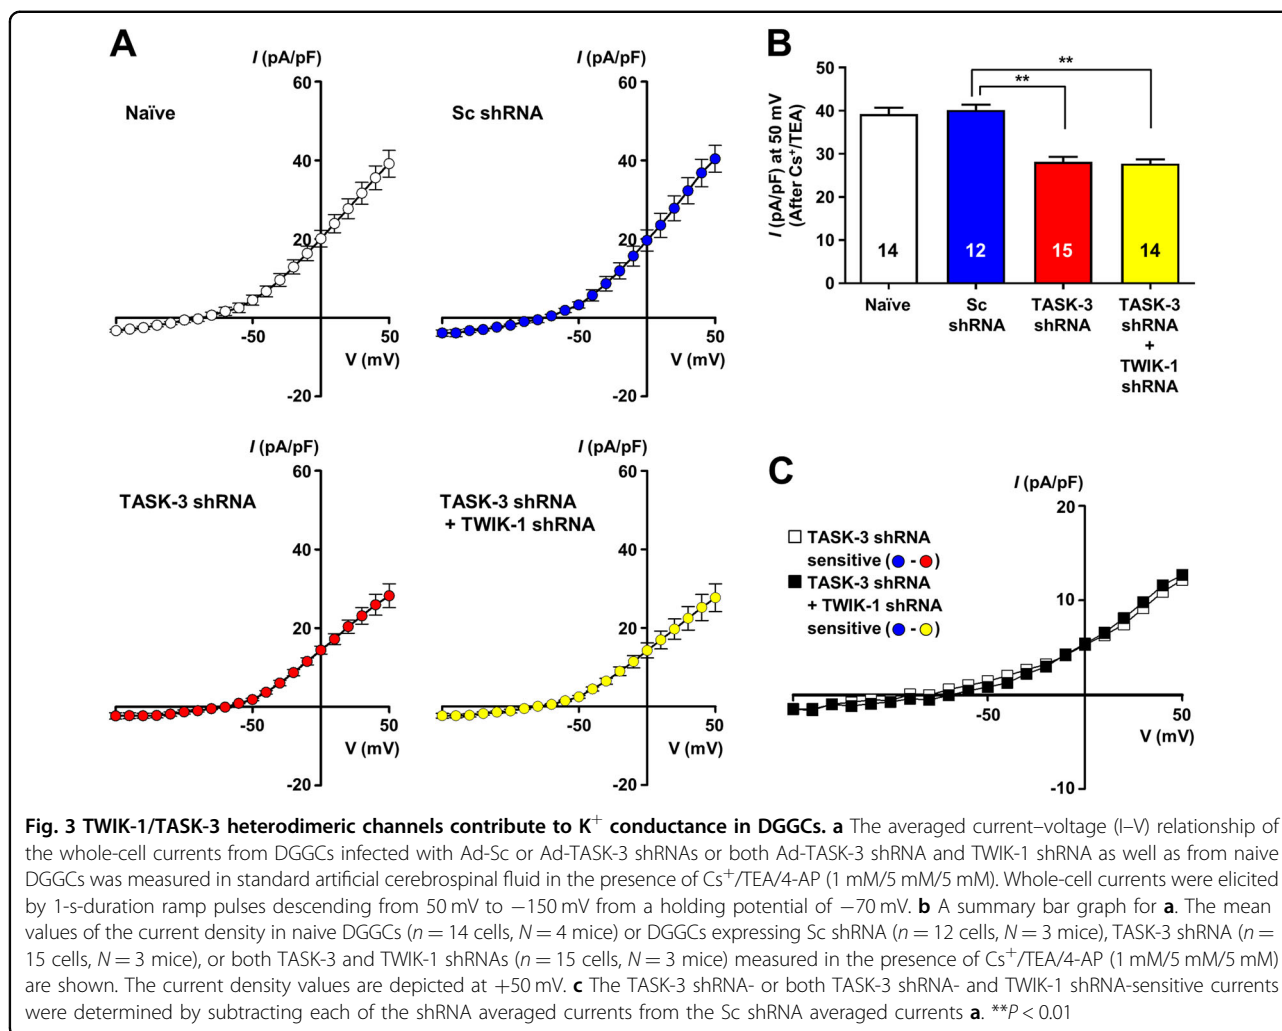 A
I (pA/pF)
60
Naïve
40
20
-50
50
V (mV)
-20
I (pA/pF)
60
Sc shRNA
40
20
-50
50
V (mV)
-20
I (pA/pF)
60
TASK-3 shRNA
40
20
-50
50
V (mV)
-20
I (pA/pF)
60
TASK-3 shRNA
+ TWIK-1 shRNA
40
20
-50
50
V (mV)
-20
B
I (pA/pF) at 50 mV
(After Cs⁺/TEA)
50
40
30
20
10
0
**
**
14
12
15
14
Naïve
Sc
shRNA
TASK-3
shRNA
TASK-3
shRNA
+
TWIK-1
shRNA
C
I (pA/pF)
20
TASK-3 shRNA
sensitive ( - )
TASK-3 shRNA
+ TWIK-1 shRNA
sensitive ( - )
10
-50
50
V (mV)
-10
Fig. 3 TWIK-1/TASK-3 heterodimeric channels contribute to K⁺ conductance in DGGCs. a The averaged current–voltage (I–V) relationship of
the whole-cell currents from DGGCs infected with Ad-Sc or Ad-TASK-3 shRNAs or both Ad-TASK-3 shRNA and TWIK-1 shRNA as well as from naive
DGGCs was measured in standard artificial cerebrospinal fluid in the presence of Cs⁺/TEA/4-AP (1 mM/5 mM/5 mM). Whole-cell currents were elicited
by 1-s-duration ramp pulses descending from 50 mV to −150 mV from a holding potential of −70 mV. b A summary bar graph for a. The mean
values of the current density in naive DGGCs (n = 14 cells, N = 4 mice) or DGGCs expressing Sc shRNA (n = 12 cells, N = 3 mice), TASK-3 shRNA (n =
15 cells, N = 3 mice), or both TASK-3 and TWIK-1 shRNAs (n = 15 cells, N = 3 mice) measured in the presence of Cs⁺/TEA/4-AP (1 mM/5 mM/5 mM)
are shown. The current density values are depicted at +50 mV. c The TASK-3 shRNA- or both TASK-3 shRNA- and TWIK-1 shRNA-sensitive currents
were determined by subtracting each of the shRNA averaged currents from the Sc shRNA averaged currents a. **P < 0.01